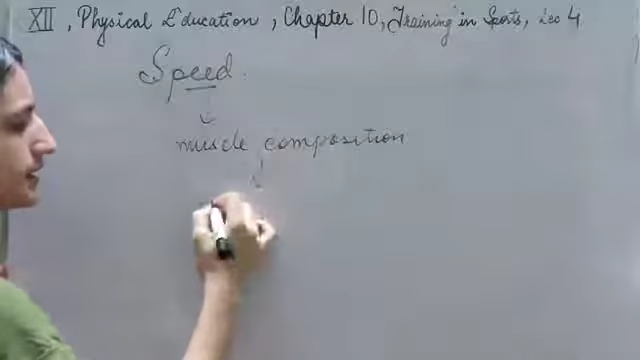 XII, Physical Education, Chapter 10, Training in Sports, Lec 4
Speed.
muscle composition